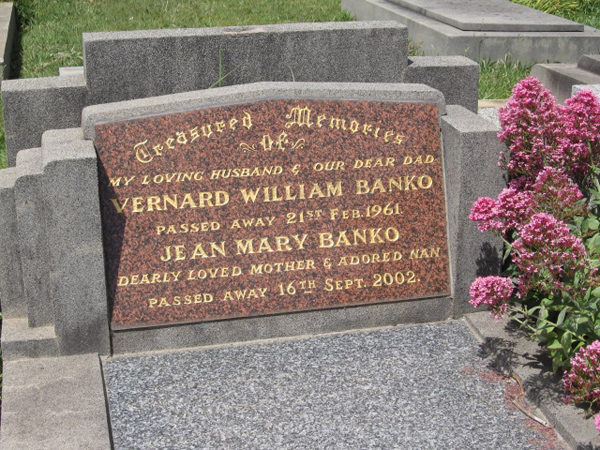 Treasured Memories
of
MY LOVING HUSBAND & OUR DEAR DAD
VERNARD WILLIAM BANKO
PASSED AWAY 21ST FEB. 1961.
JEAN MARY BANKO
DEARLY LOVED MOTHER & ADORED NAN
PASSED AWAY 16TH SEPT. 2002.